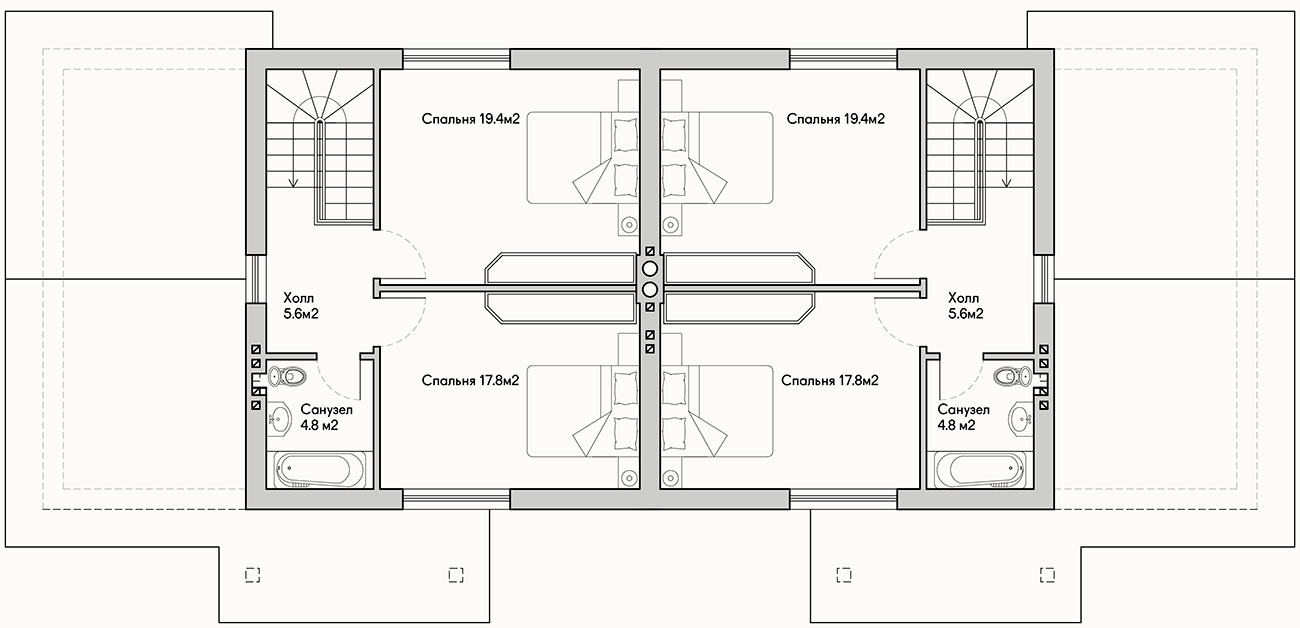 Спальня 19.4м2
Спальня 19.4м2
Холл
5.6м2
Холл
5.6м2
Спальня 17.8м2
Спальня 17.8м2
Санузел
4.8 м2
Санузел
4.8 м2